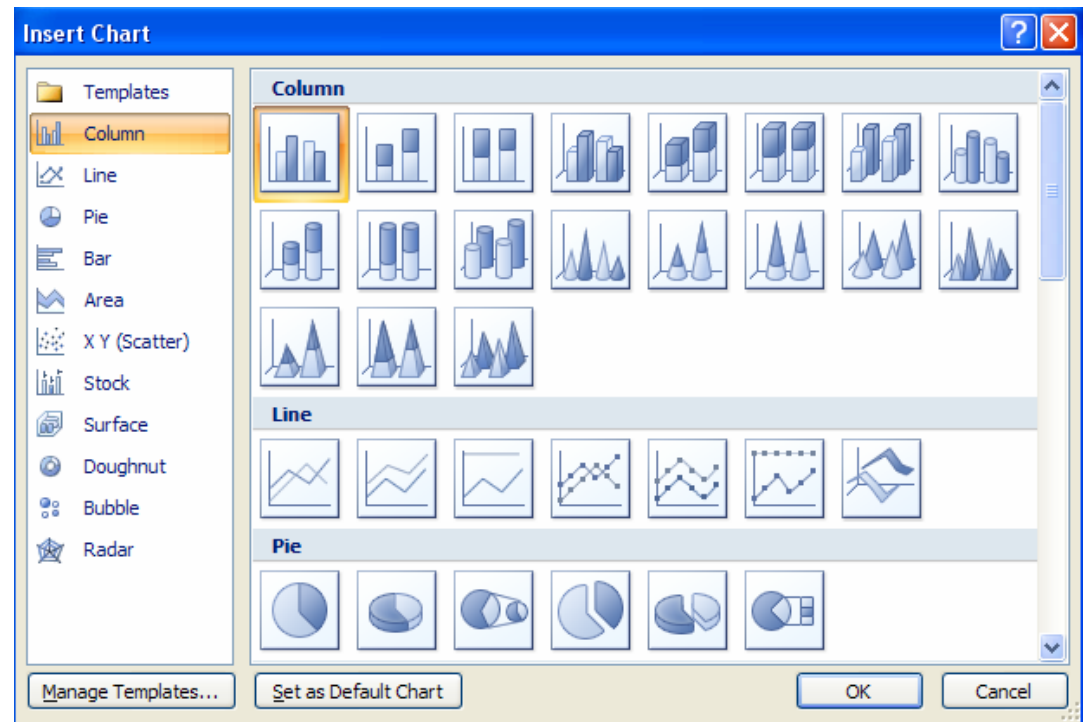 Insert Chart
Templates
Column
Line
Pie
Bar
Area
X Y (Scatter)
Stock
Surface
Doughnut
Bubble
Radar
Column
Line
Pie
Manage Templates...
Set as Default Chart
OK
Cancel